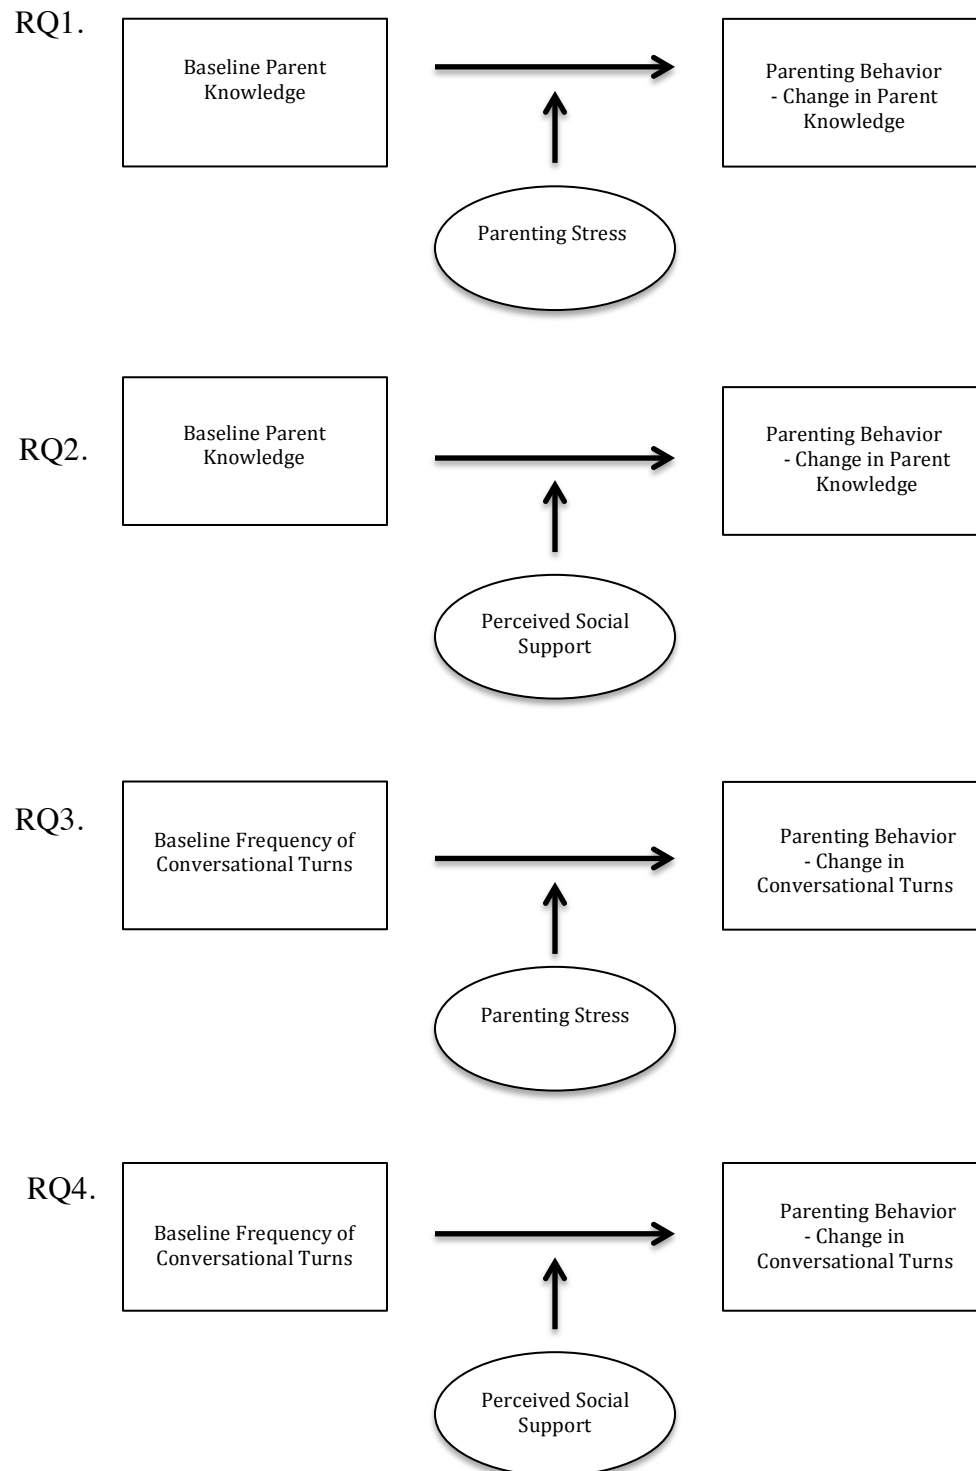 RQ1.
Baseline Parent
Knowledge
Parenting Behavior
- Change in Parent
Knowledge
Parenting Stress
RQ2.
Baseline Parent
Knowledge
Parenting Behavior
- Change in Parent
Knowledge
Perceived Social
Support
RQ3.
Baseline Frequency of
Conversational Turns
Parenting Behavior
- Change in
Conversational Turns
Parenting Stress
RQ4.
Baseline Frequency of
Conversational Turns
Parenting Behavior
- Change in
Conversational Turns
Perceived Social
Support